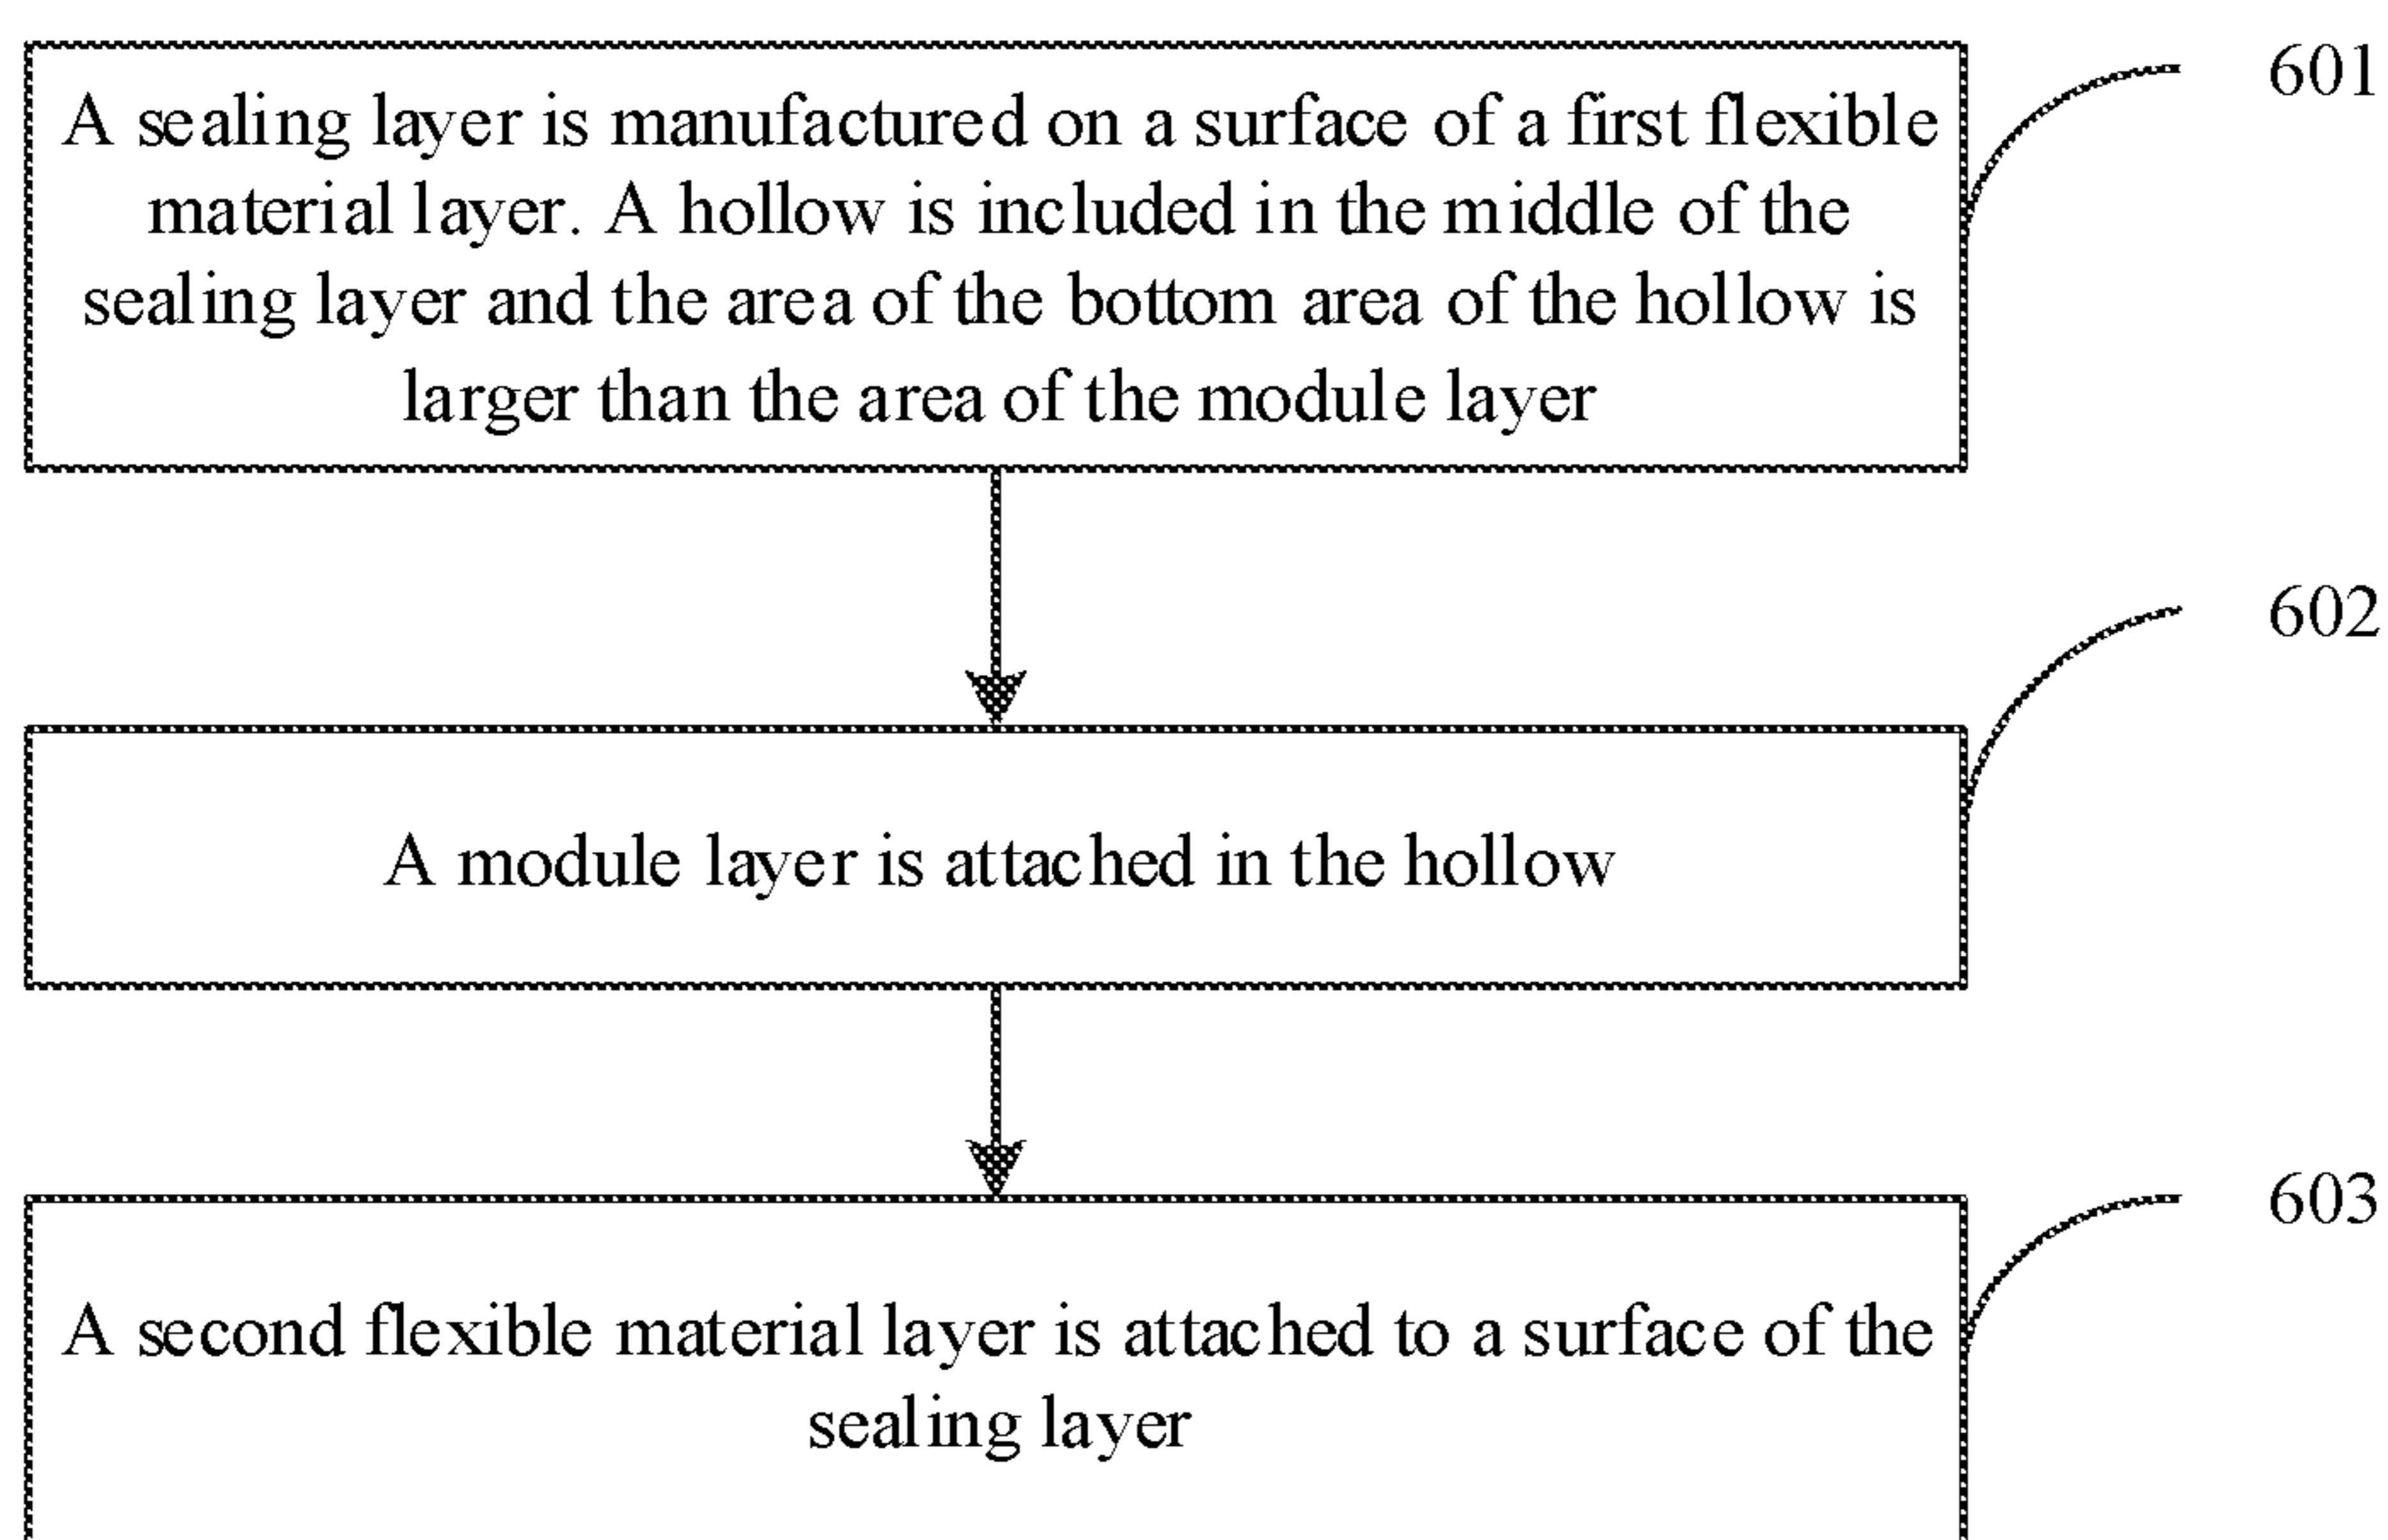 A sealing layer is manufactured on a surface of a first flexible
material layer. A hollow is included in the middle of the
sealing layer and the area of the bottom area of the hollow is
larger than the area of the module layer
601
A module layer is attached in the hollow
602
A second flexible material layer is attached to a surface of the
sealing layer
603